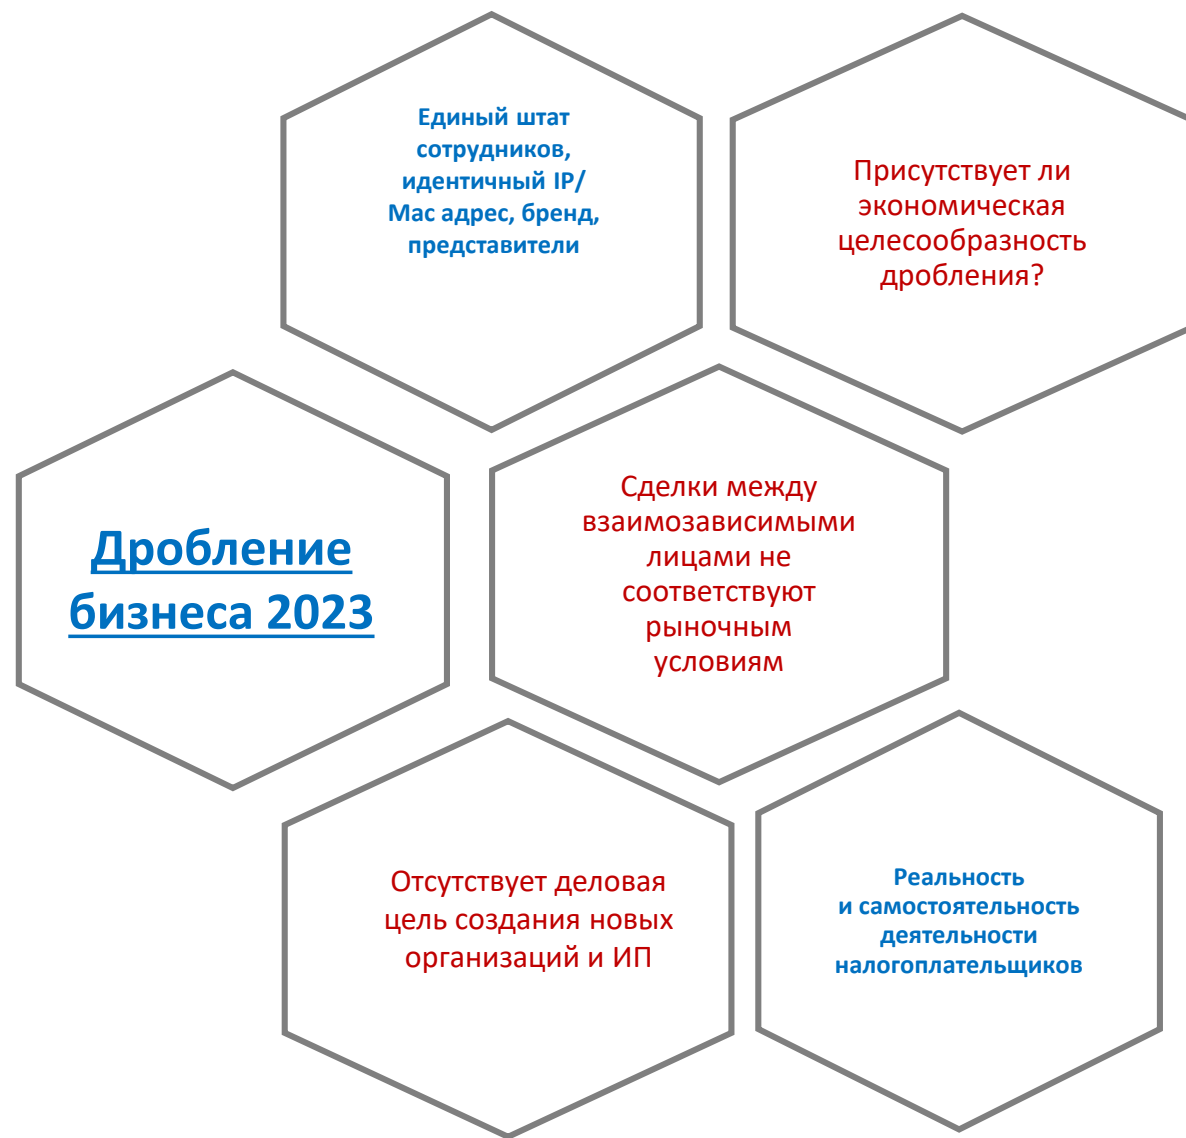 Единый штат
сотрудников,
идентичный IP/
Mac адрес, бренд,
представители
Присутствует ли
экономическая
целесообразность
дробления?
Дробление
бизнеса 2023
Сделки между
взаимозависимыми
лицами не
соответствуют
рыночным
условиям
Отсутствует деловая
цель создания новых
организаций и ИП
Реальность
и самостоятельность
деятельности
налогоплательщиков